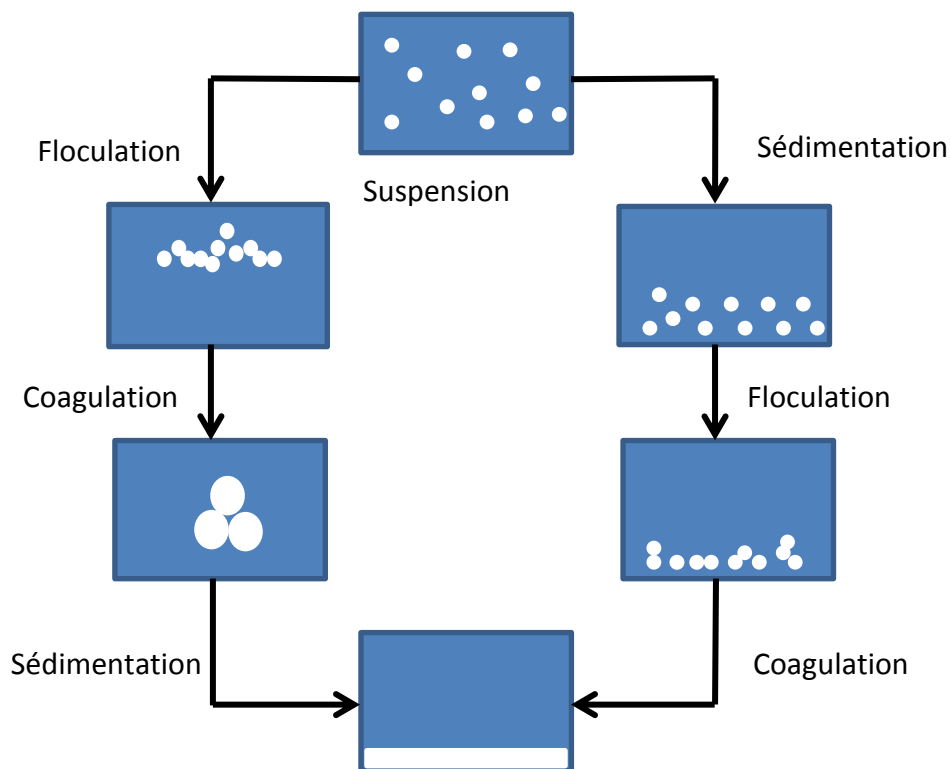 Floculation
Sédimentation
Suspension
Coagulation
Floculation
Sédimentation
Coagulation